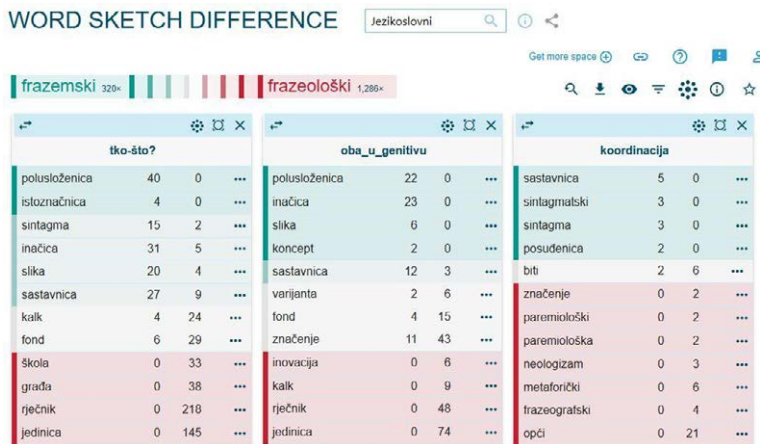 WORD SKETCH DIFFERENCE Jezikoslovni
Get more space
frazemski 320× frazeološki 1,286×
tko-što?
polusloženica 40 0
istoznačnica 4 0
sintagma 15 2
inačica 31 5
slika 20 4
sastavnica 27 9
kalk 4 24
fond 6 29
škola 0 33
građa 0 38
rječnik 0 218
jedinica 0 145
oba_u_genitivu
polusloženica 22 0
inačica 23 0
slika 6 0
koncept 2 0
sastavnica 12 3
varijanta 2 6
fond 4 15
značenje 11 43
inovacija 0 6
kalk 0 9
rječnik 0 48
jedinica 0 74
koordinacija
sastavnica 5 0
sintagmatski 3 0
sintagma 3 0
posuđenica 2 0
biti 2 6
značenje 0 2
paremiološki 0 2
paremiološka 0 2
neologizam 0 3
metaforički 0 6
frazeografski 0 4
opći 0 21